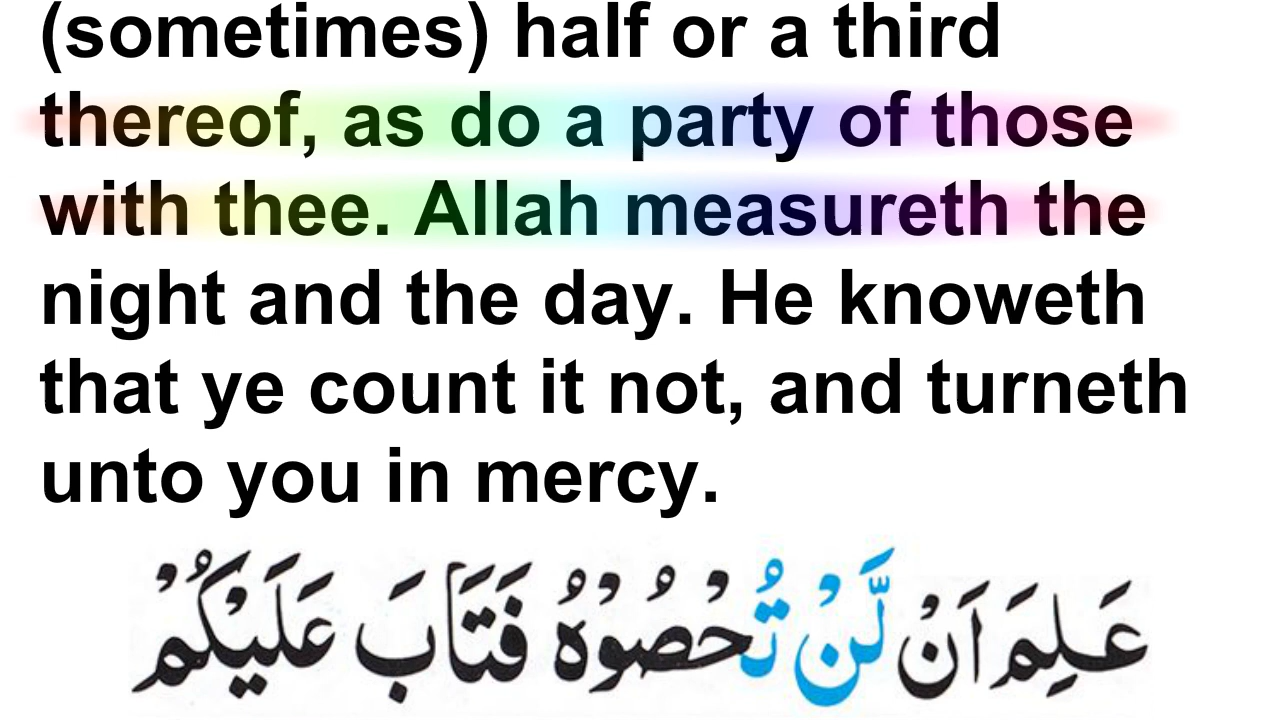 (sometimes) half or a third
thereof, as do a party of those
with thee. Allah measureth the
night and the day. He knoweth
that ye count it not, and turneth
unto you in mercy.
عَلِمَ اَنْ لَّنْ تُحْصُوْهُ فَتَابَ عَلَيْكُمْ